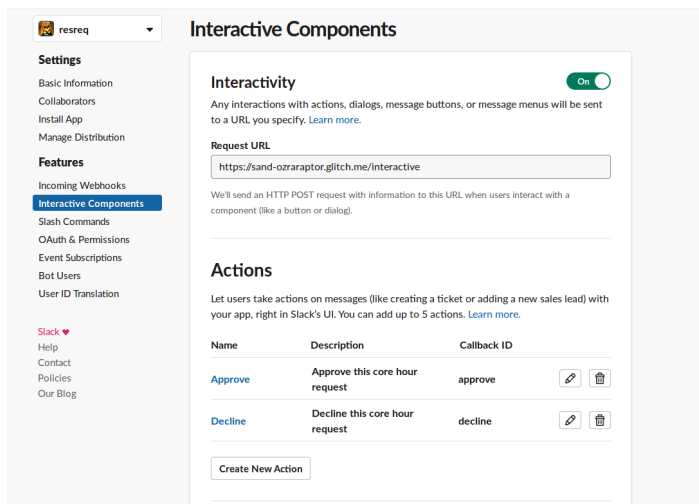 resreq
Interactive Components
Settings
Basic Information
Collaborators
Install App
Manage Distribution
Features
Incoming Webhooks
Interactive Components
Slash Commands
OAuth & Permissions
Event Subscriptions
Bot Users
User ID Translation
Slack ♥
Help
Contact
Policies
Our Blog
Interactivity
On
Any interactions with actions, dialogs, message buttons, or message menus will be sent
to a URL you specify. Learn more.
Request URL
https://sand-ozraraptor.glitch.me/interactive
We'll send an HTTP POST request with information to this URL when users interact with a
component (like a button or dialog).
Actions
Let users take actions on messages (like creating a ticket or adding a new sales lead) with
your app, right in Slack's UI. You can add up to 5 actions. Learn more.
Name Description Callback ID
Approve Approve this core hour
request approve
Decline Decline this core hour
request decline
Create New Action